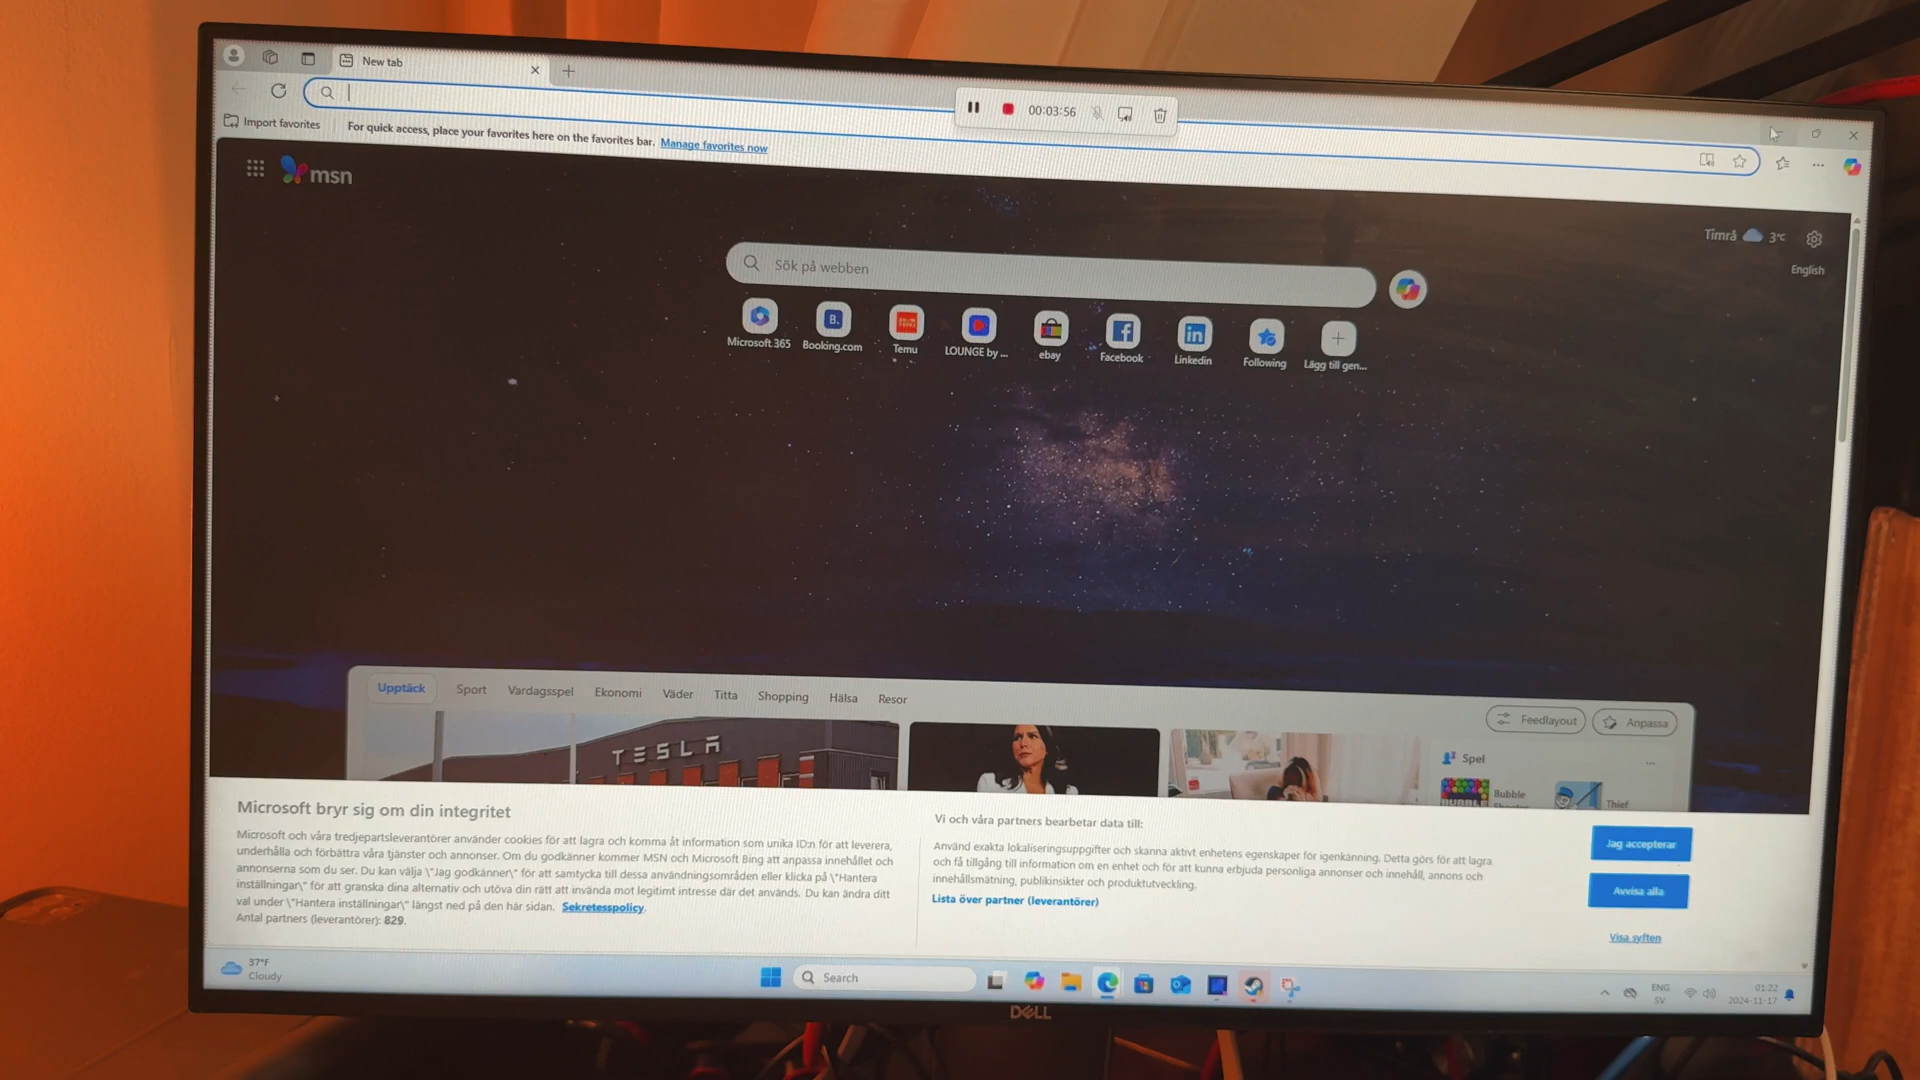 New tab
00:03:56
Import favorites
For quick access, place your favorites here on the favorites bar. Manage favorites now
msn
Timrå 3°C
English
Sök på webben
Microsoft 365
B.
Booking.com
Temu
LOUNGE by ...
ebay
Facebook
in
Linkedin
Following
Lägg till gen...
Upptäck Sport Vardagsspel Ekonomi Väder Titta Shopping Hälsa Resor
Feedlayout
Anpassa
TESLA
Spel
Bubble
Thief
Microsoft bryr sig om din integritet
Microsoft och våra tredjepartsleverantörer använder cookies för att lagra och komma åt information som unika ID:n för att leverera,
underhålla och förbättra våra tjänster och annonser. Om du godkänner kommer MSN och Microsoft Bing att anpassa innehållet och
annonserna som du ser. Du kan välja \"Jag godkänner\" för att samtycka till dessa användningsområden eller klicka på \"Hantera
inställningar\" för att granska dina alternativ och utöva din rätt att invända mot legitimt intresse där det används. Du kan ändra ditt
val under \"Hantera inställningar\" längst ned på den här sidan. Sekretesspolicy.
Antal partners (leverantörer): 829.
Vi och våra partners bearbetar data till:
Använd exakta lokaliseringsuppgifter och skanna aktivt enhetens egenskaper för igenkänning. Detta görs för att lagra
och få tillgång till information om en enhet och för att kunna erbjuda personliga annonser och innehåll, annons och
innehållsmätning, publikinsikter och produktutveckling.
Lista över partner (leverantörer)
Jag accepterar
Avvisa alla
Visa syften
37°F
Cloudy
Search
ENG
SV
01:22
2024-11-17
DELL